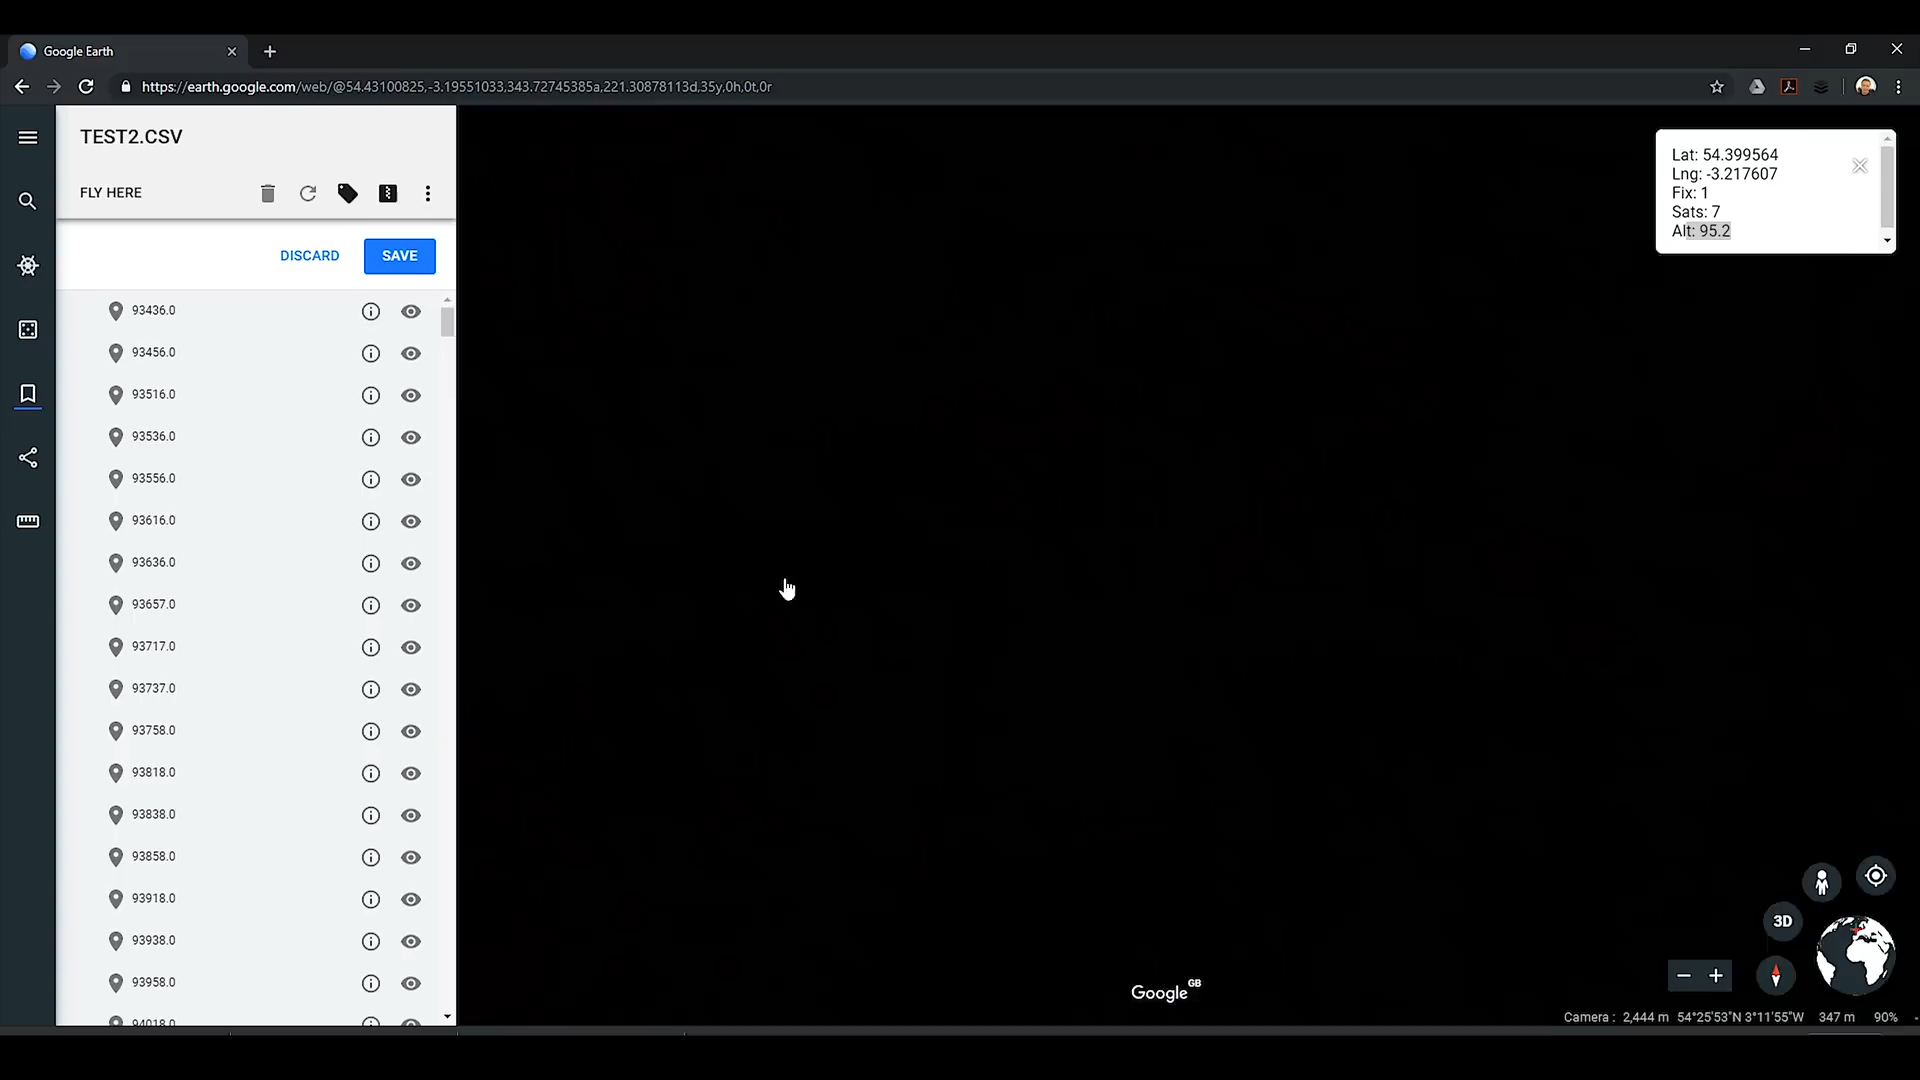 Google Earth
https://earth.google.com/web/@54.43100825,-3.19551033,343.72745385a,221.30878113d,35y,0h,0t,0r
TEST2.CSV
FLY HERE
DISCARD
SAVE
93436.0
93456.0
93516.0
93536.0
93556.0
93616.0
93636.0
93657.0
93717.0
93737.0
93758.0
93818.0
93838.0
93858.0
93918.0
93938.0
93958.0
94018.0
Lat: 54.399564
Lng: -3.217607
Fix: 1
Sats: 7
Alt: 95.2
3D
Google GB
Camera : 2,444 m 54°25'53"N 3°11'55"W 347 m 90%